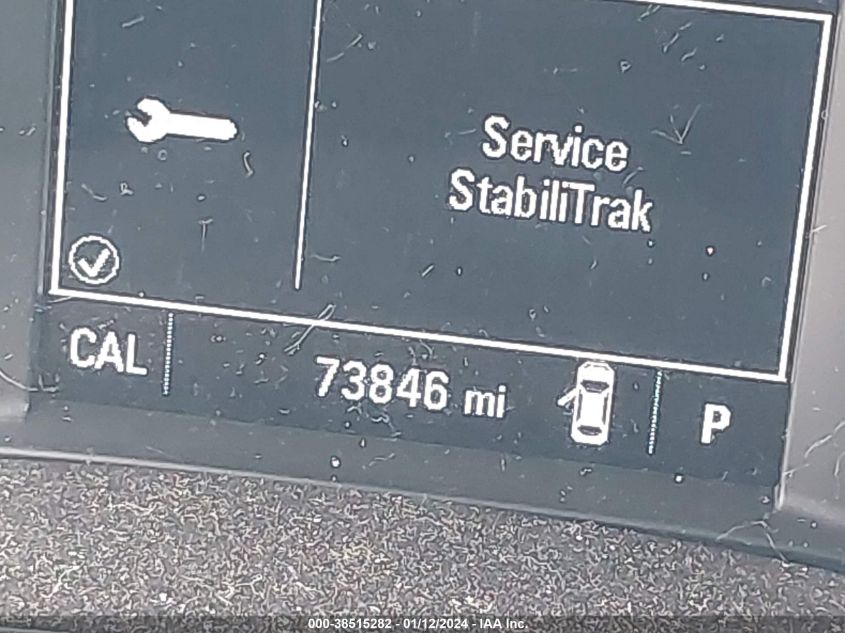 Service
StabiliTrak
CAL 73846 mi P
000-38515282 - 01/12/2024 - IAA Inc.